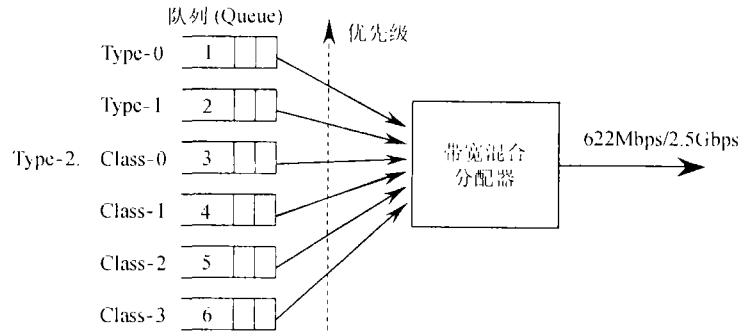 队列 (Queue)
优先级
Type-0 1
Type-1 2
Type-2. Class-0 3
Class-1 4
Class-2 5
Class-3 6
带宽混合
分配器
622Mbps/2.5Gbps